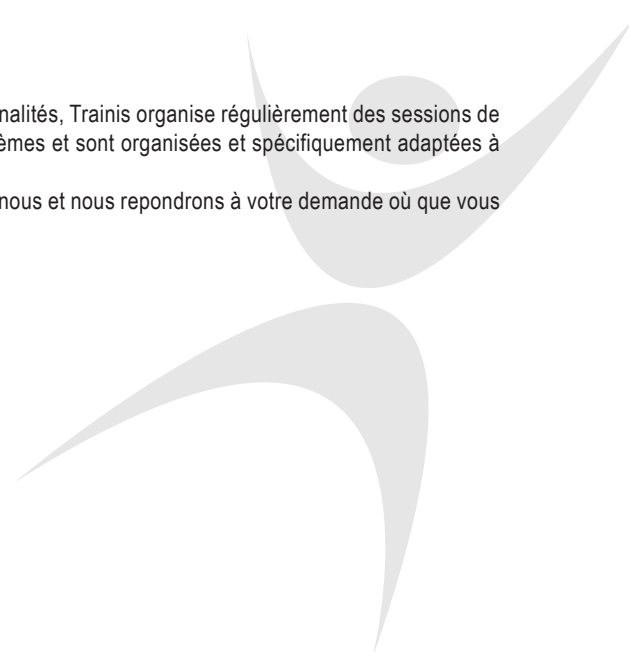 nalités, Trainis organise régulièrement des sessions de
èmes et sont organisées et spécifiquement adaptées à
nous et nous repondrons à votre demande où que vous